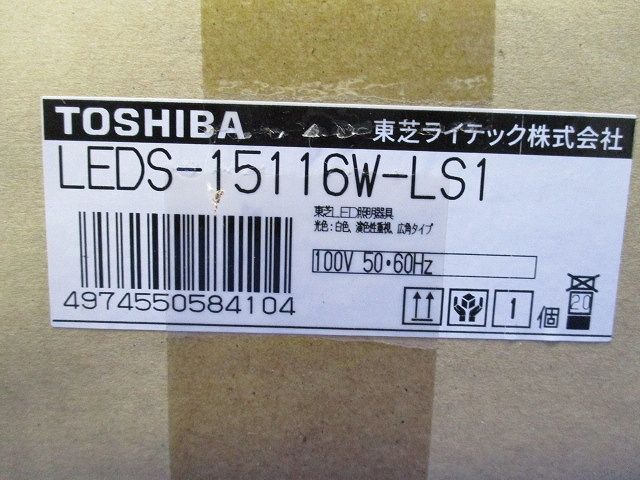 TOSHIBA 東芝ライテック株式会社
LEDS-15116W-LS1
東芝LED照明器具
光色:白色、演色性重視、広角タイプ
100V 50・60Hz
4974550584104
1 個
20